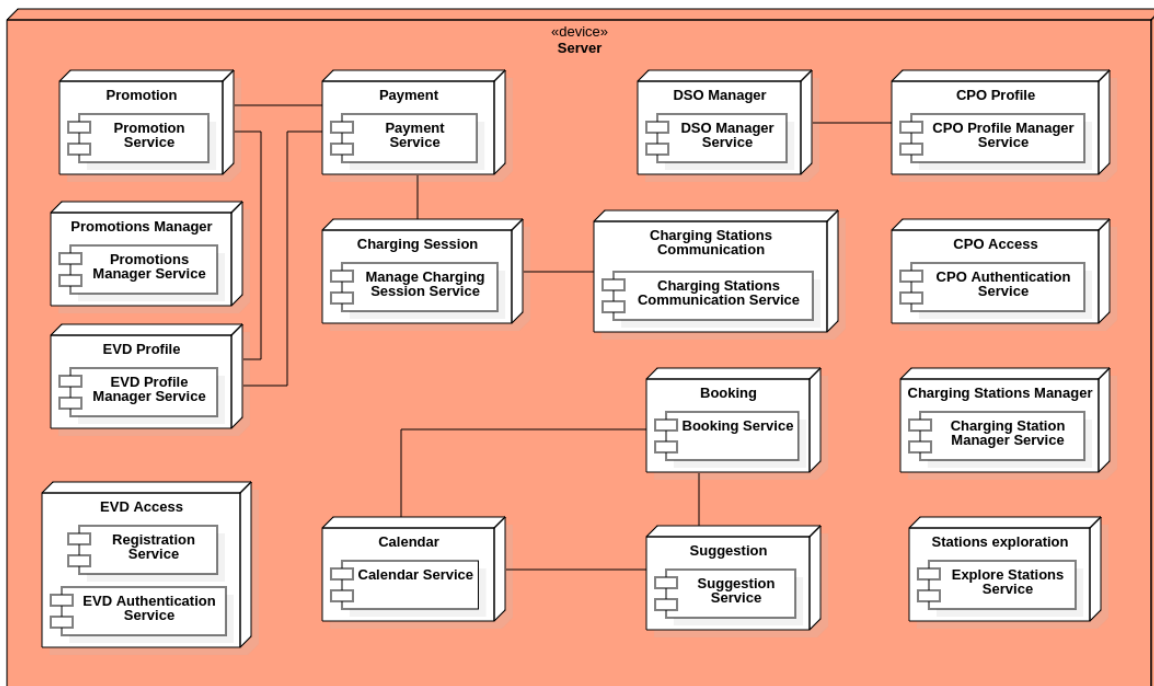 «device»
Server
Promotion
Promotion
Service
Payment
Payment
Service
DSO Manager
DSO Manager
Service
CPO Profile
CPO Profile Manager
Service
Promotions Manager
Promotions
Manager Service
Charging Session
Manage Charging
Session Service
Charging Stations
Communication
Charging Stations
Communication Service
CPO Access
CPO Authentication
Service
EVD Profile
EVD Profile
Manager Service
Booking
Booking Service
Charging Stations Manager
Charging Station
Manager Service
EVD Access
Registration
Service
EVD Authentication
Service
Calendar
Calendar Service
Suggestion
Suggestion
Service
Stations exploration
Explore Stations
Service